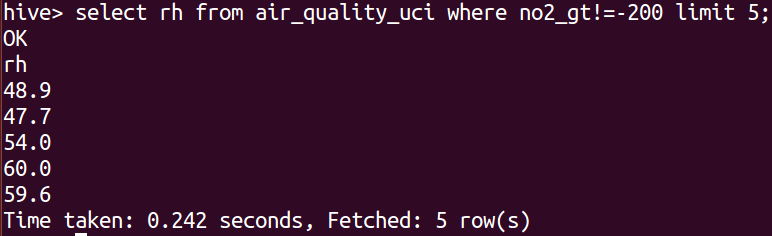 hive> select rh from air_quality_uci where no2_gt!=-200 limit 5;
OK
rh
48.9
47.7
54.0
60.0
59.6
Time taken: 0.242 seconds, Fetched: 5 row(s)